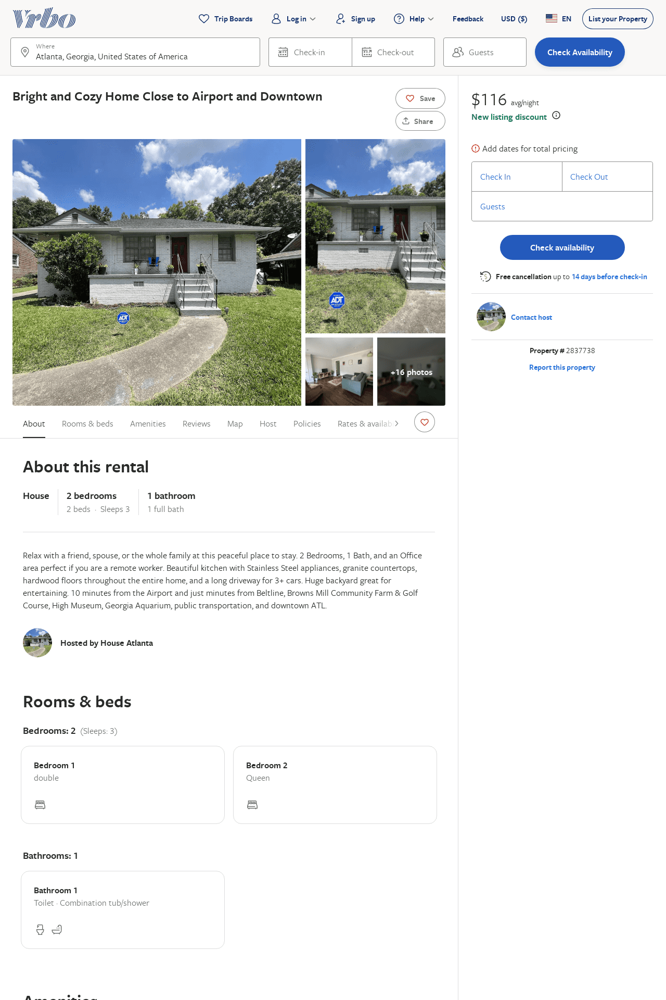 Vrbo
Trip Boards
Log in
Sign up
Help
Feedback
USD ($)
EN
List your Property
Where
Atlanta, Georgia, United States of America
Check-in
Check-out
Guests
Check Availability
Bright and Cozy Home Close to Airport and Downtown
Save
Share
ADT
ADT
+16 photos
$116 avg/night
New listing discount
Add dates for total pricing
Check In
Check Out
Guests
Check availability
Free cancellation up to 14 days before check-in
Contact host
Property # 2837738
Report this property
About
Rooms & beds
Amenities
Reviews
Map
Host
Policies
Rates & availab
About this rental
House
2 bedrooms
2 beds · Sleeps 3
1 bathroom
1 full bath
Relax with a friend, spouse, or the whole family at this peaceful place to stay. 2 Bedrooms, 1 Bath, and an Office
area perfect if you are a remote worker. Beautiful kitchen with Stainless Steel appliances, granite countertops,
hardwood floors throughout the entire home, and a long driveway for 3+ cars. Huge backyard great for
entertaining. 10 minutes from the Airport and just minutes from Beltline, Browns Mill Community Farm & Golf
Course, High Museum, Georgia Aquarium, public transportation, and downtown ATL.
Hosted by House Atlanta
Rooms & beds
Bedrooms: 2 (Sleeps: 3)
Bedroom 1
double
Bedroom 2
Queen
Bathrooms: 1
Bathroom 1
Toilet · Combination tub/shower
Amenities